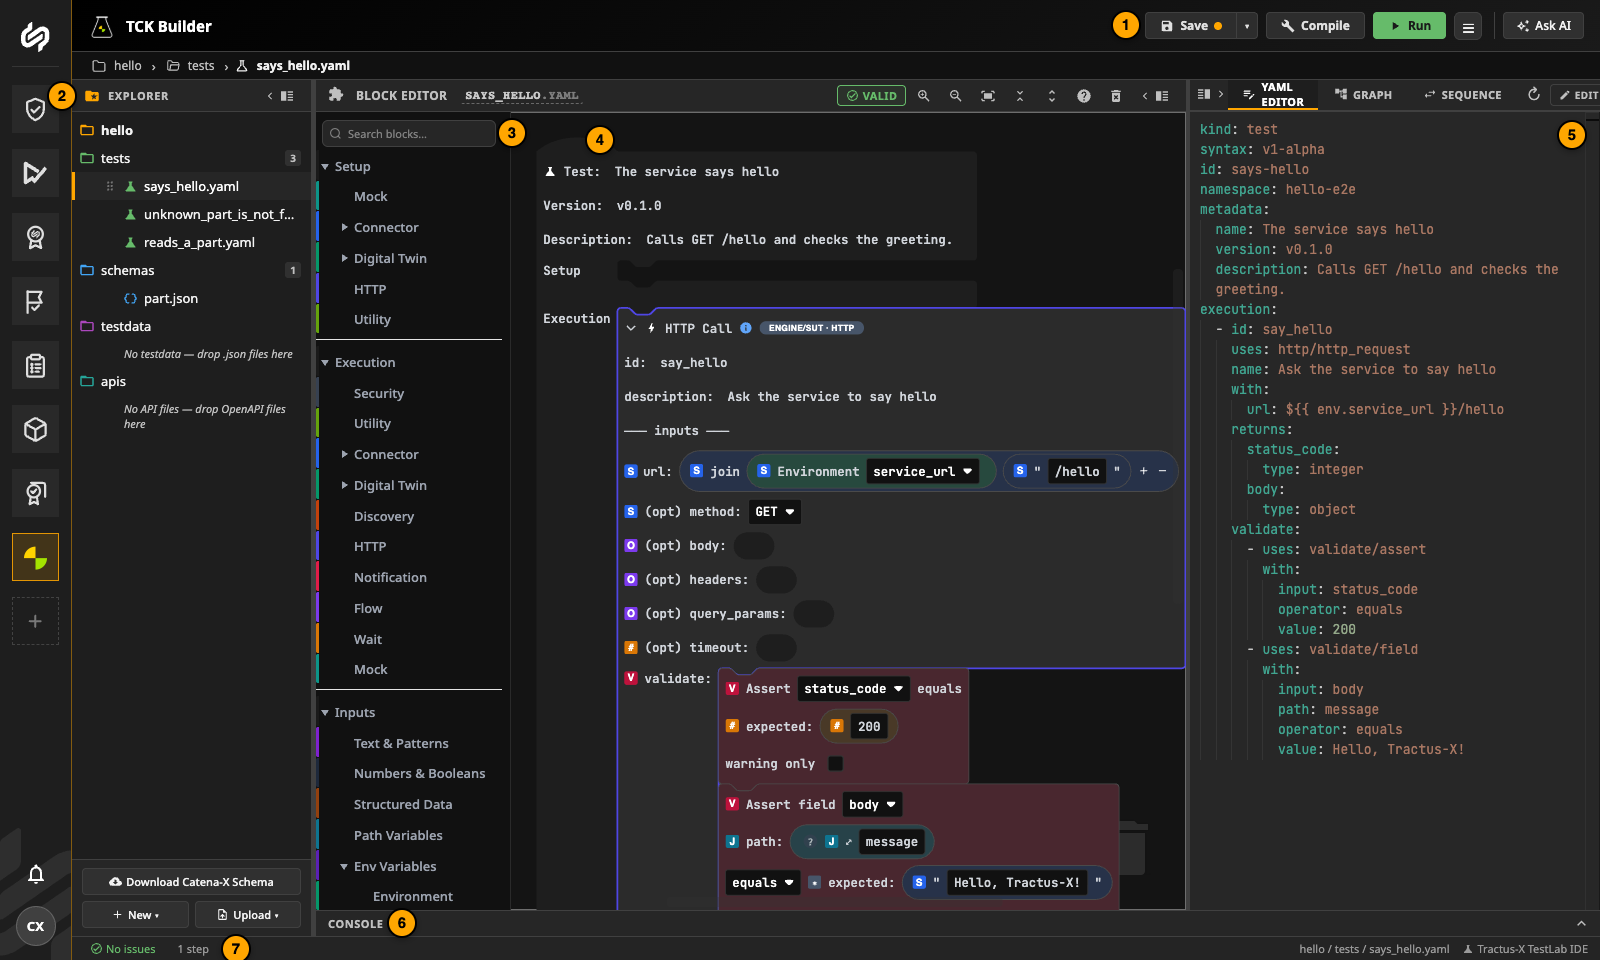 TCK Builder
1
Save
Compile
Run
Ask AI
hello › tests › says_hello.yaml
2
EXPLORER
hello
tests 3
says_hello.yaml
unknown_part_is_not_f...
reads_a_part.yaml
schemas 1
part.json
testdata
No testdata — drop .json files here
apis
No API files — drop OpenAPI files
here
Download Catena-X Schema
+ New
Upload
CX
BLOCK EDITOR SAYS_HELLO.YAML
VALID
Search blocks...
3
Setup
Mock
Connector
Digital Twin
HTTP
Utility
Execution
Security
Utility
Connector
Digital Twin
Discovery
HTTP
Notification
Flow
Wait
Mock
Inputs
Text & Patterns
Numbers & Booleans
Structured Data
Path Variables
Env Variables
Environment
4
Test: The service says hello
Version: v0.1.0
Description: Calls GET /hello and checks the greeting.
Setup
Execution
HTTP Call i ENGINE/SUT · HTTP
id: say_hello
description: Ask the service to say hello
inputs
S url: S join S Environment service_url S " /hello " + −
S (opt) method: GET
O (opt) body:
O (opt) headers:
O (opt) query_params:
# (opt) timeout:
V validate:
V Assert status_code equals
# expected: # 200
warning only
V Assert field body
J path: ? J message
equals * expected: S " Hello, Tractus-X! "
YAML
EDITOR
GRAPH
SEQUENCE
EDIT
5
kind: test
syntax: v1-alpha
id: says-hello
namespace: hello-e2e
metadata:
name: The service says hello
version: v0.1.0
description: Calls GET /hello and checks the
greeting.
execution:
- id: say_hello
uses: http/http_request
name: Ask the service to say hello
with:
url: ${{ env.service_url }}/hello
returns:
status_code:
type: integer
body:
type: object
validate:
- uses: validate/assert
with:
input: status_code
operator: equals
value: 200
- uses: validate/field
with:
input: body
path: message
operator: equals
value: Hello, Tractus-X!
CONSOLE
6
No issues
1 step
7
hello / tests / says_hello.yaml
Tractus-X TestLab IDE